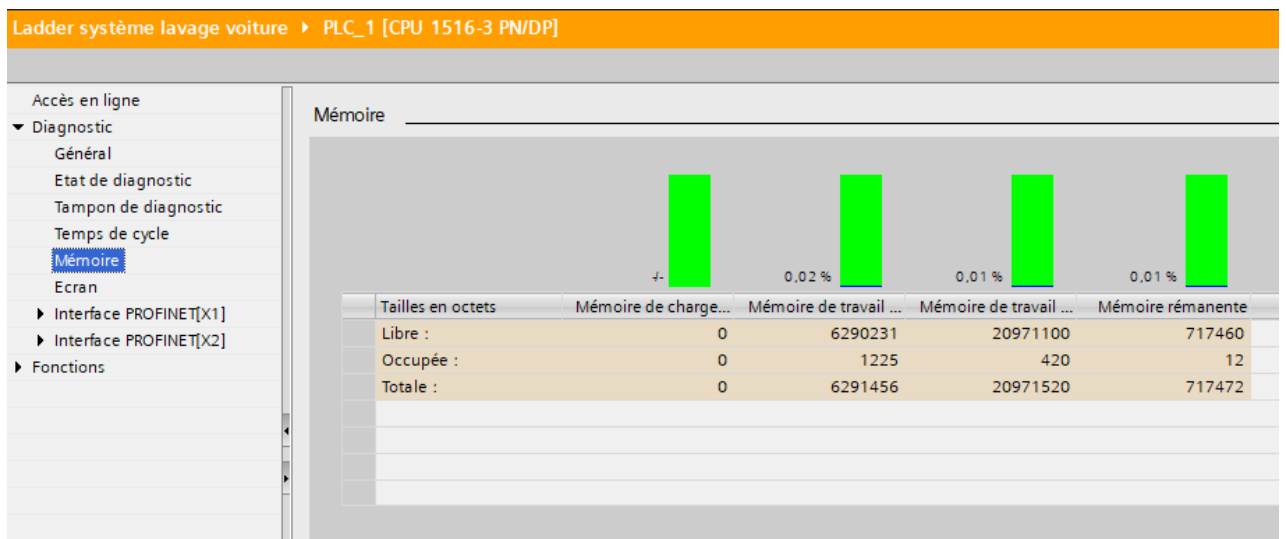 Ladder système lavage voiture ▸ PLC_1 [CPU 1516-3 PN/DP]
Accès en ligne
Diagnostic
Général
Etat de diagnostic
Tampon de diagnostic
Temps de cycle
Mémoire
Ecran
Interface PROFINET[X1]
Interface PROFINET[X2]
Fonctions
Mémoire
-/- 0,02 % 0,01 % 0,01 %
Tailles en octets Mémoire de charge... Mémoire de travail ... Mémoire de travail ... Mémoire rémanente
Libre : 0 6290231 20971100 717460
Occupée : 0 1225 420 12
Totale : 0 6291456 20971520 717472